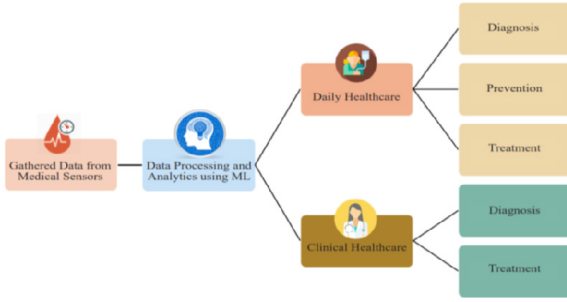 Gathered Data from
Medical Sensors
Data Processing and
Analytics using ML
Daily Healthcare
Diagnosis
Prevention
Treatment
Clinical Healthcare
Diagnosis
Treatment